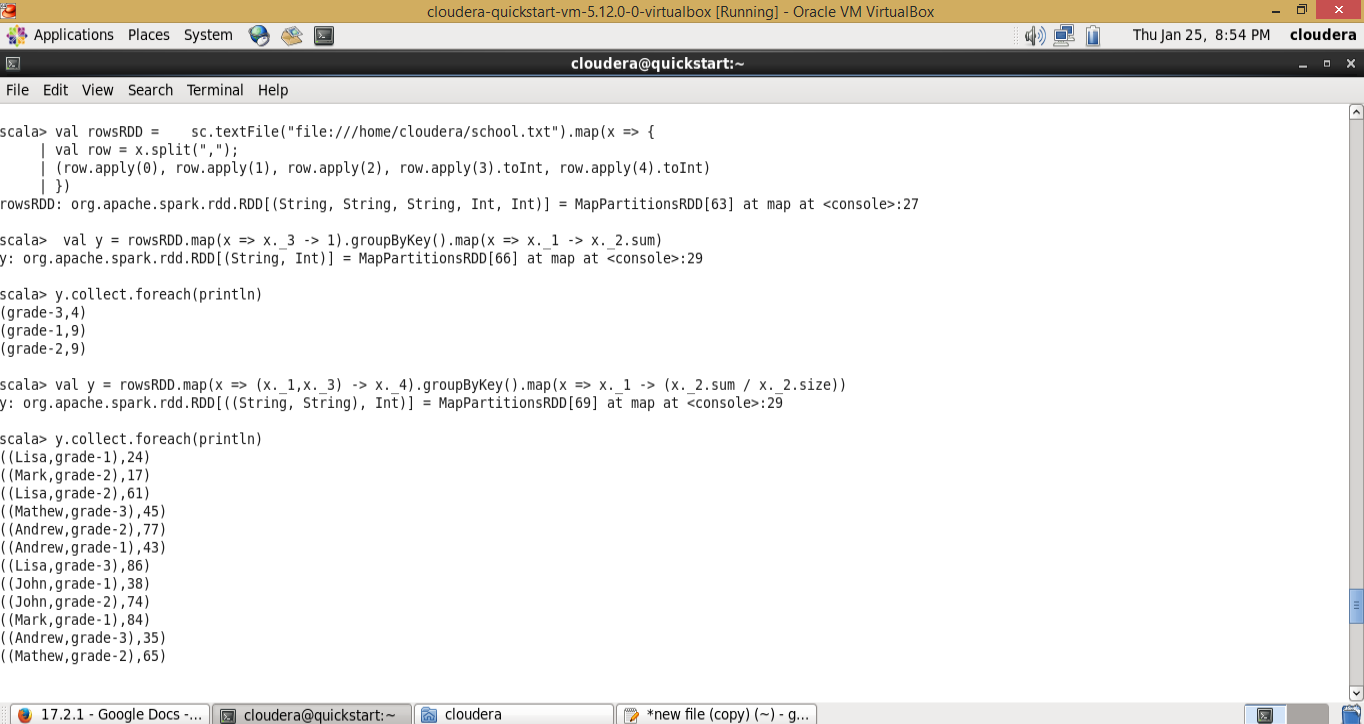 cloudera-quickstart-vm-5.12.0-0-virtualbox [Running] - Oracle VM VirtualBox
Applications Places System Thu Jan 25, 8:54 PM cloudera
cloudera@quickstart:~
File Edit View Search Terminal Help
scala> val rowsRDD =    sc.textFile("file:///home/cloudera/school.txt").map(x => {
     | val row = x.split(",");
     | (row.apply(0), row.apply(1), row.apply(2), row.apply(3).toInt, row.apply(4).toInt)
     | })
rowsRDD: org.apache.spark.rdd.RDD[(String, String, String, Int, Int)] = MapPartitionsRDD[63] at map at <console>:27
scala>  val y = rowsRDD.map(x => x._3 -> 1).groupByKey().map(x => x._1 -> x._2.sum)
y: org.apache.spark.rdd.RDD[(String, Int)] = MapPartitionsRDD[66] at map at <console>:29
scala> y.collect.foreach(println)
(grade-3,4)
(grade-1,9)
(grade-2,9)
scala> val y = rowsRDD.map(x => (x._1,x._3) -> x._4).groupByKey().map(x => x._1 -> (x._2.sum / x._2.size))
y: org.apache.spark.rdd.RDD[((String, String), Int)] = MapPartitionsRDD[69] at map at <console>:29
scala> y.collect.foreach(println)
((Lisa,grade-1),24)
((Mark,grade-2),17)
((Lisa,grade-2),61)
((Mathew,grade-3),45)
((Andrew,grade-2),77)
((Andrew,grade-1),43)
((Lisa,grade-3),86)
((John,grade-1),38)
((John,grade-2),74)
((Mark,grade-1),84)
((Andrew,grade-3),35)
((Mathew,grade-2),65)
17.2.1 - Google Docs -... cloudera@quickstart:~ cloudera *new file (copy) (~) - g...